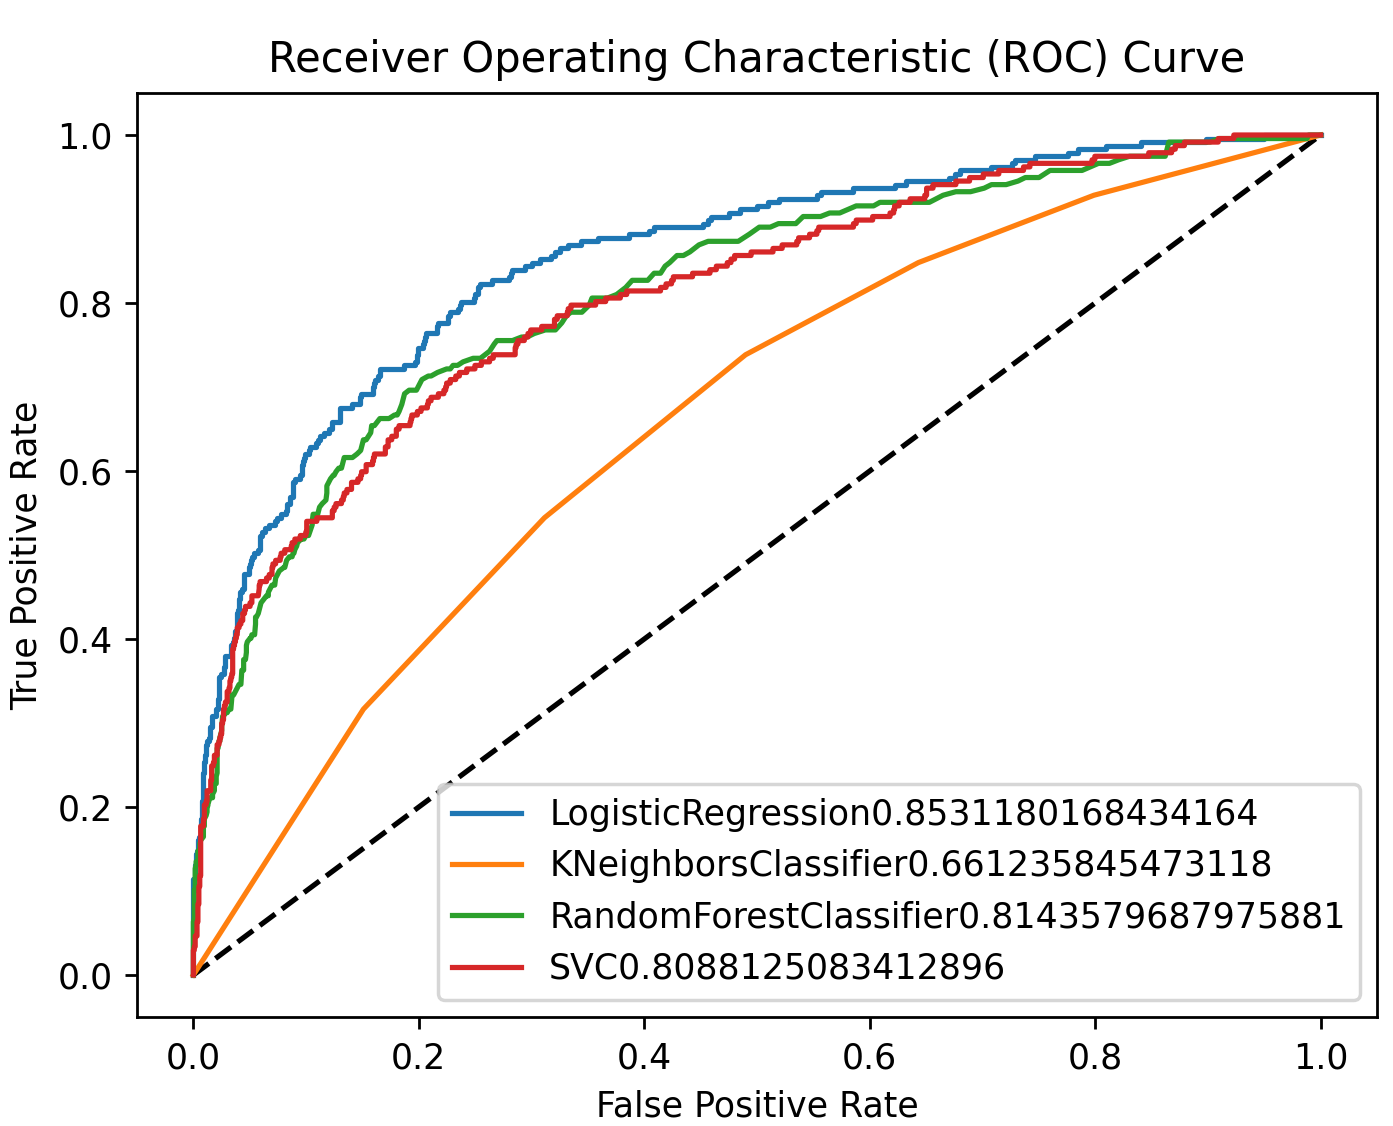 Receiver Operating Characteristic (ROC) Curve
True Positive Rate
1.0
0.8
0.6
0.4
0.2
0.0
LogisticRegression0.8531180168434164
KNeighborsClassifier0.661235845473118
RandomForestClassifier0.8143579687975881
SVC0.8088125083412896
0.0 0.2 0.4 0.6 0.8 1.0
False Positive Rate